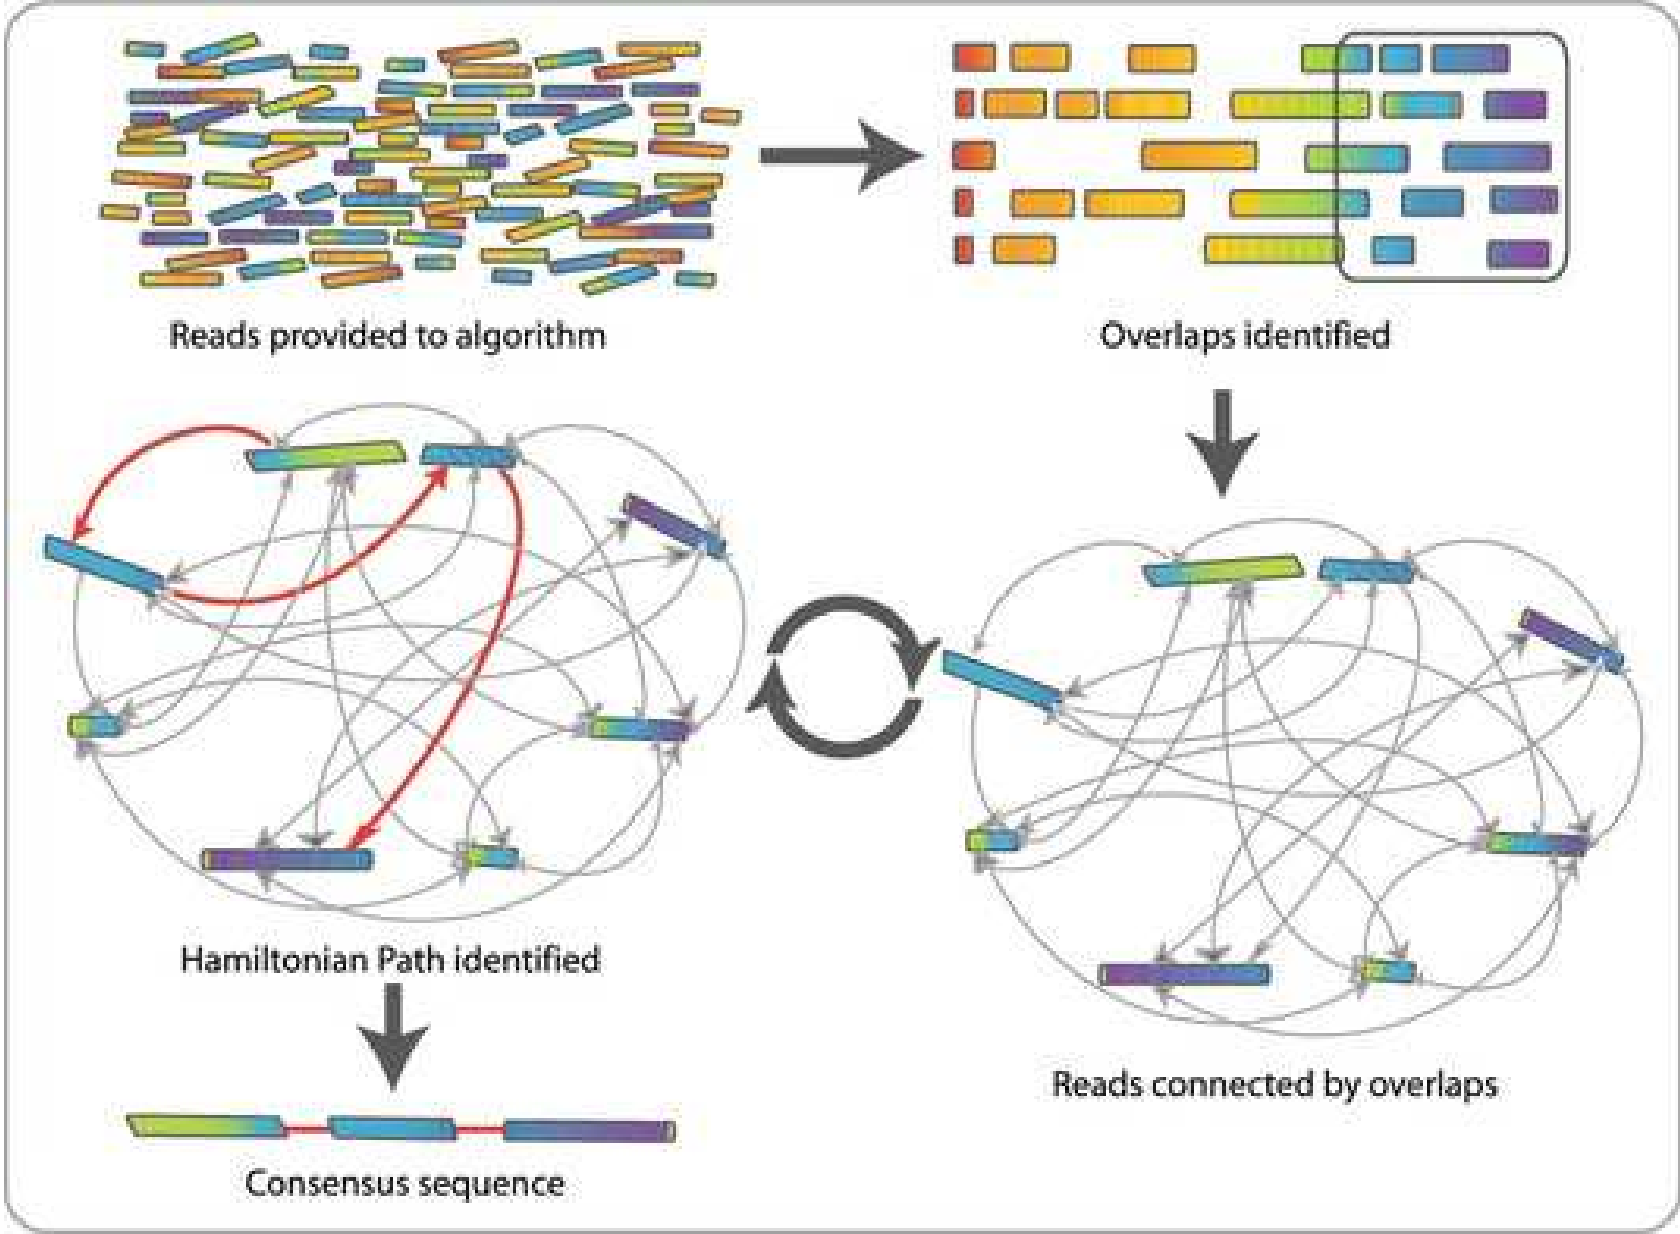 Reads provided to algorithm
Overlaps identified
Hamiltonian Path identified
Reads connected by overlaps
Consensus sequence